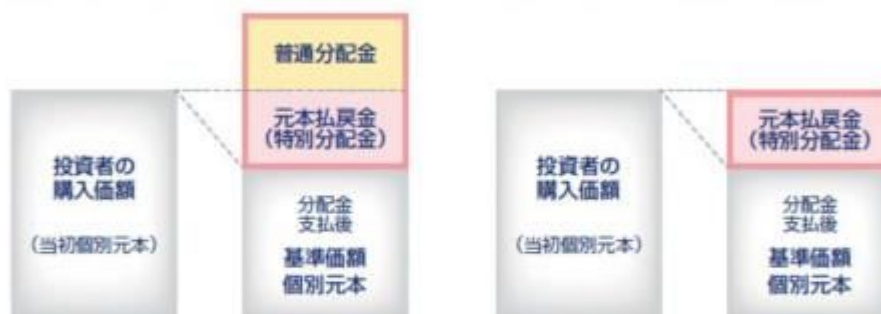 普通分配金
元本払戻金
（特別分配金）
投資者の
購入価額
（当初個別元本）
分配金
支払後
基準価額
個別元本
元本払戻金
（特別分配金）
投資者の
購入価額
（当初個別元本）
分配金
支払後
基準価額
個別元本